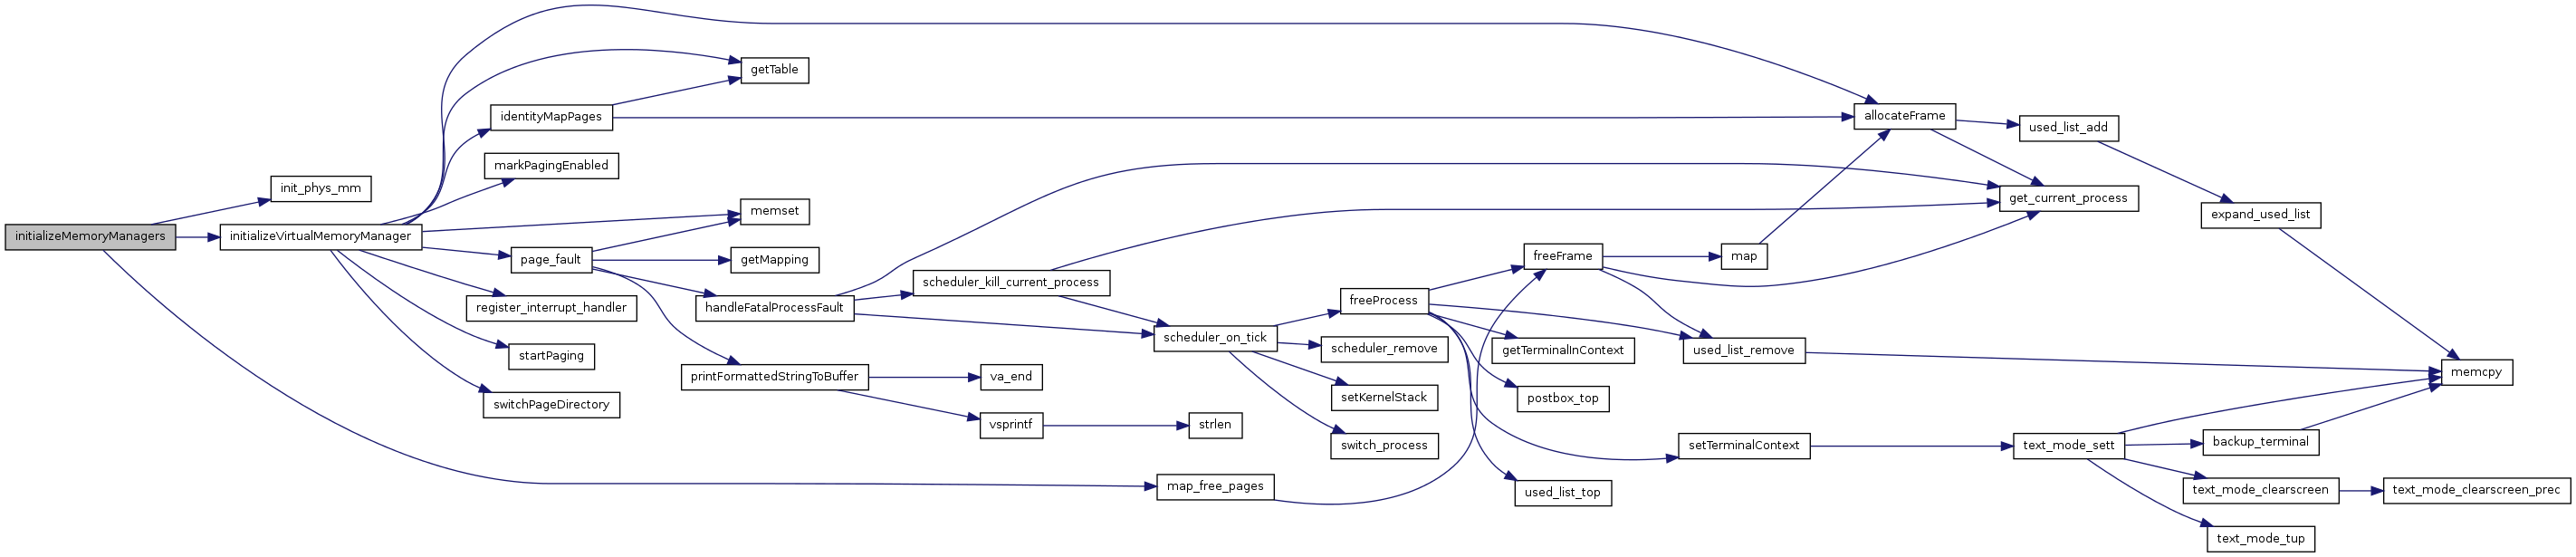 initializeMemoryManagers
init_phys_mm
initializeVirtualMemoryManager
identityMapPages
markPagingEnabled
page_fault
register_interrupt_handler
startPaging
switchPageDirectory
getTable
memset
getMapping
handleFatalProcessFault
printFormattedStringToBuffer
scheduler_kill_current_process
va_end
vsprintf
map_free_pages
scheduler_on_tick
strlen
freeProcess
scheduler_remove
setKernelStack
switch_process
freeFrame
getTerminalInContext
postbox_top
used_list_top
map
used_list_remove
setTerminalContext
allocateFrame
used_list_add
get_current_process
text_mode_sett
expand_used_list
backup_terminal
text_mode_clearscreen
text_mode_tup
memcpy
text_mode_clearscreen_prec